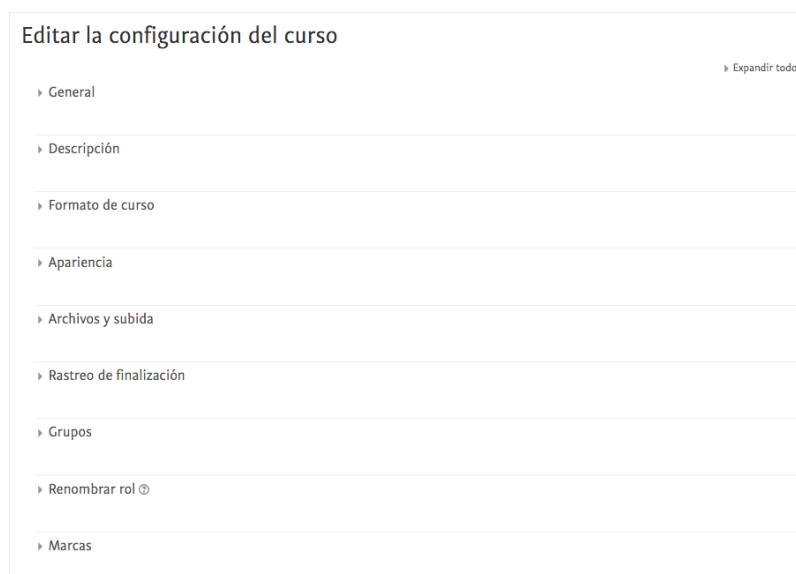 Editar la configuración del curso
Expandir todo
General
Descripción
Formato de curso
Apariencia
Archivos y subida
Rastreo de finalización
Grupos
Renombrar rol
Marcas